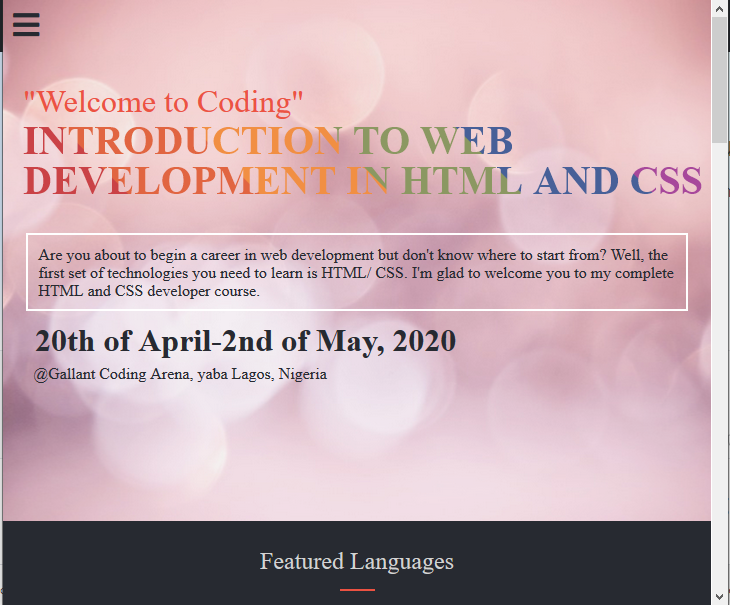 "Welcome to Coding"
INTRODUCTION TO WEB
DEVELOPMENT IN HTML AND CSS
Are you about to begin a career in web development but don't know where to start from? Well, the
first set of technologies you need to learn is HTML/ CSS. I'm glad to welcome you to my complete
HTML and CSS developer course.
20th of April-2nd of May, 2020
@Gallant Coding Arena, yaba Lagos, Nigeria
Featured Languages